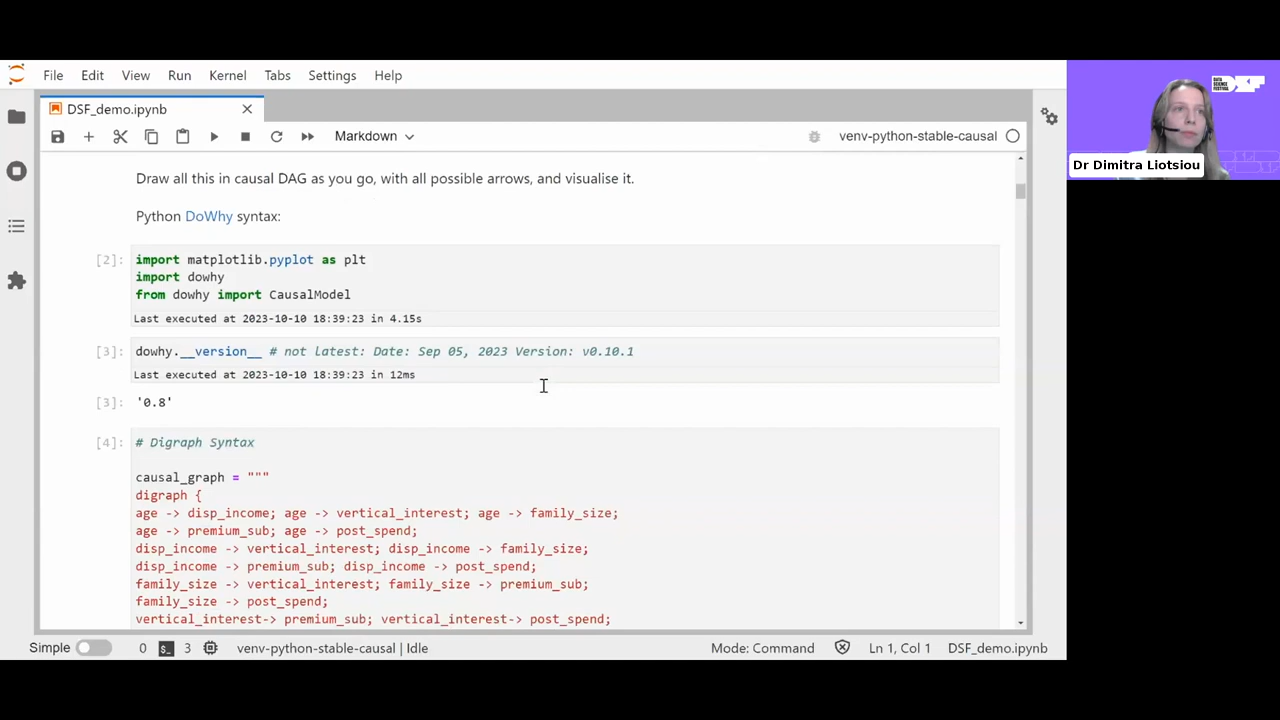 File Edit View Run Kernel Tabs Settings Help
DSF_demo.ipynb
Markdown
venv-python-stable-causal
DATA
SCIENCE
FESTIVAL
DSF
Dr Dimitra Liotsiou
Draw all this in causal DAG as you go, with all possible arrows, and visualise it.
Python DoWhy syntax:
[2]: import matplotlib.pyplot as plt
import dowhy
from dowhy import CausalModel
Last executed at 2023-10-10 18:39:23 in 4.15s
[3]: dowhy.__version__ # not latest: Date: Sep 05, 2023 Version: v0.10.1
Last executed at 2023-10-10 18:39:23 in 12ms
[3]: '0.8'
[4]: # Digraph Syntax
causal_graph = """
digraph {
age -> disp_income; age -> vertical_interest; age -> family_size;
age -> premium_sub; age -> post_spend;
disp_income -> vertical_interest; disp_income -> family_size;
disp_income -> premium_sub; disp_income -> post_spend;
family_size -> vertical_interest; family_size -> premium_sub;
family_size -> post_spend;
vertical_interest-> premium_sub; vertical_interest-> post_spend;
Simple 0 3 venv-python-stable-causal | Idle Mode: Command Ln 1, Col 1 DSF_demo.ipynb